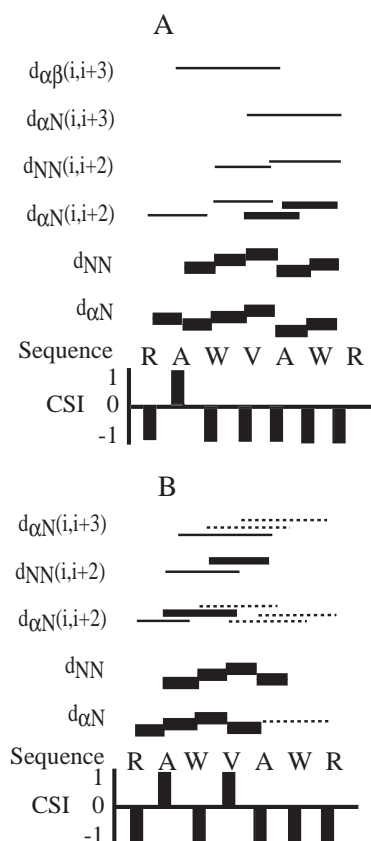 A
dαβ(i,i+3)
dαN(i,i+3)
dNN(i,i+2)
dαN(i,i+2)
dNN
dαN
Sequence R A W V A W R
1
CSI 0
-1
B
dαN(i,i+3)
dNN(i,i+2)
dαN(i,i+2)
dNN
dαN
Sequence R A W V A W R
1
CSI 0
-1